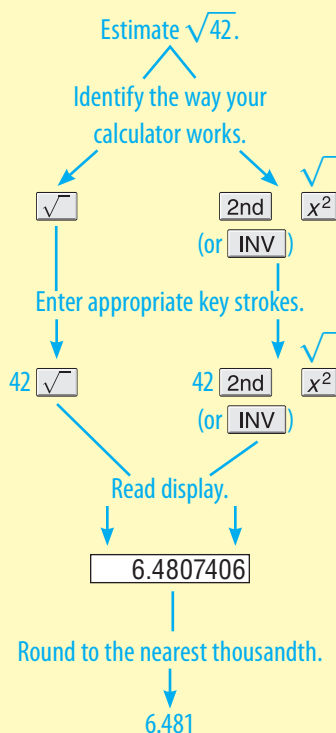 Estimate √42.
Identify the way your
calculator works.
√
√ 2nd x²
(or INV)
Enter appropriate key strokes.
42 √
√
42 2nd x²
(or INV)
Read display.
6.4807406
Round to the nearest thousandth.
6.481